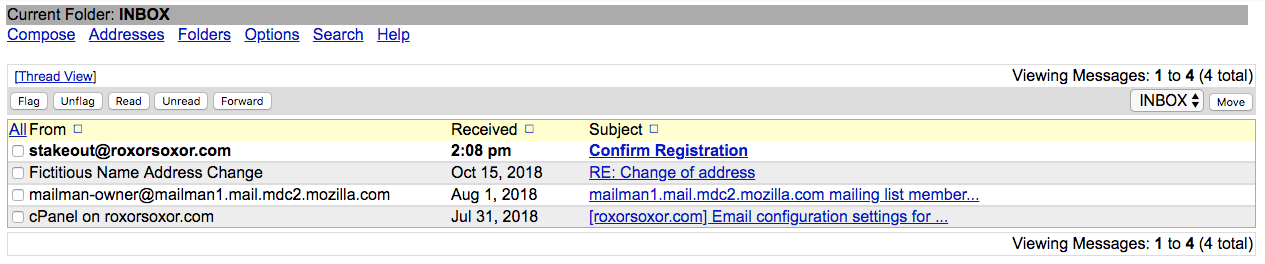 Current Folder: INBOX
Compose Addresses Folders Options Search Help
[Thread View] Viewing Messages: 1 to 4 (4 total)
Flag Unflag Read Unread Forward INBOX Move
All From Received Subject
stakeout@roxorsoxor.com 2:08 pm Confirm Registration
Fictitious Name Address Change Oct 15, 2018 RE: Change of address
mailman-owner@mailman1.mail.mdc2.mozilla.com Aug 1, 2018 mailman1.mail.mdc2.mozilla.com mailing list member...
cPanel on roxorsoxor.com Jul 31, 2018 [roxorsoxor.com] Email configuration settings for ...
Viewing Messages: 1 to 4 (4 total)